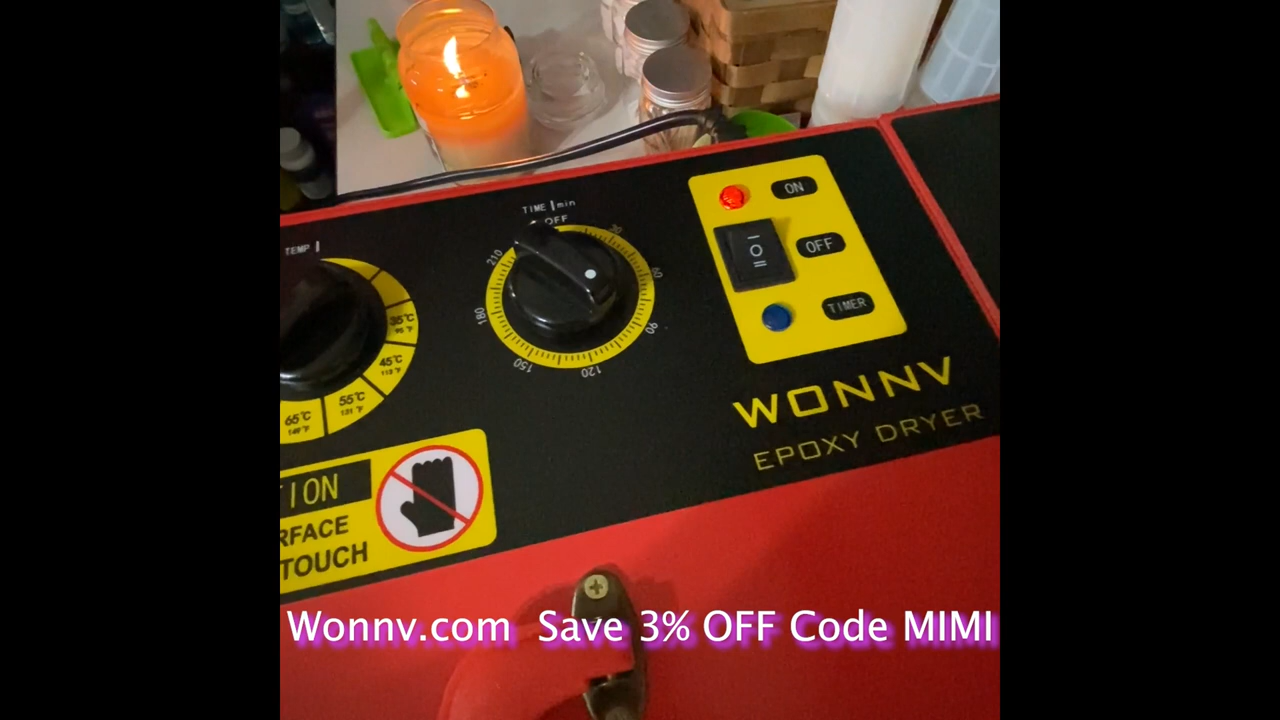 TIME min
OFF
30
60
90
120
150
180
210
TEMP
35℃
95 °F
45℃
113 °F
55℃
131 °F
65℃
149 °F
ON
OFF
TIMER
WONNV
EPOXY DRYER
TION
RFACE
TOUCH
Wonnv.com Save 3% OFF Code MIMI